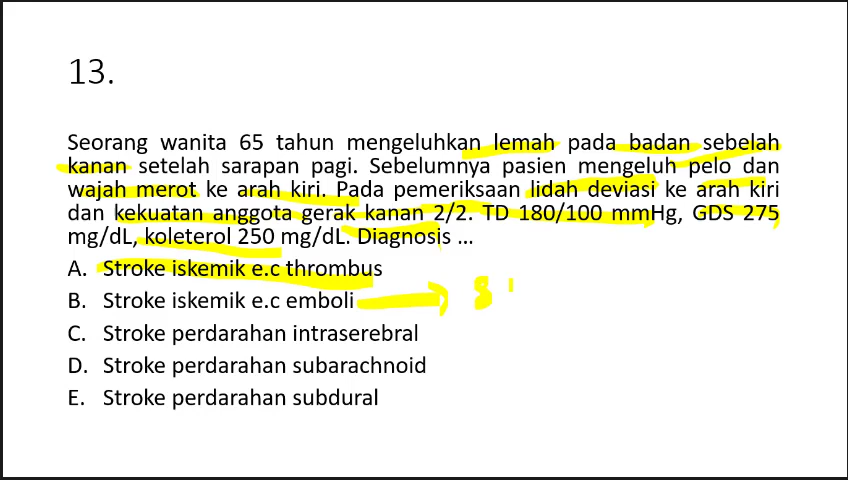 13.
Seorang wanita 65 tahun mengeluhkan lemah pada badan sebelah
kanan setelah sarapan pagi. Sebelumnya pasien mengeluh pelo dan
wajah merot ke arah kiri. Pada pemeriksaan lidah deviasi ke arah kiri
dan kekuatan anggota gerak kanan 2/2. TD 180/100 mmHg, GDS 275
mg/dL, koleterol 250 mg/dL. Diagnosis ...
A. Stroke iskemik e.c thrombus
B. Stroke iskemik e.c emboli
C. Stroke perdarahan intraserebral
D. Stroke perdarahan subarachnoid
E. Stroke perdarahan subdural